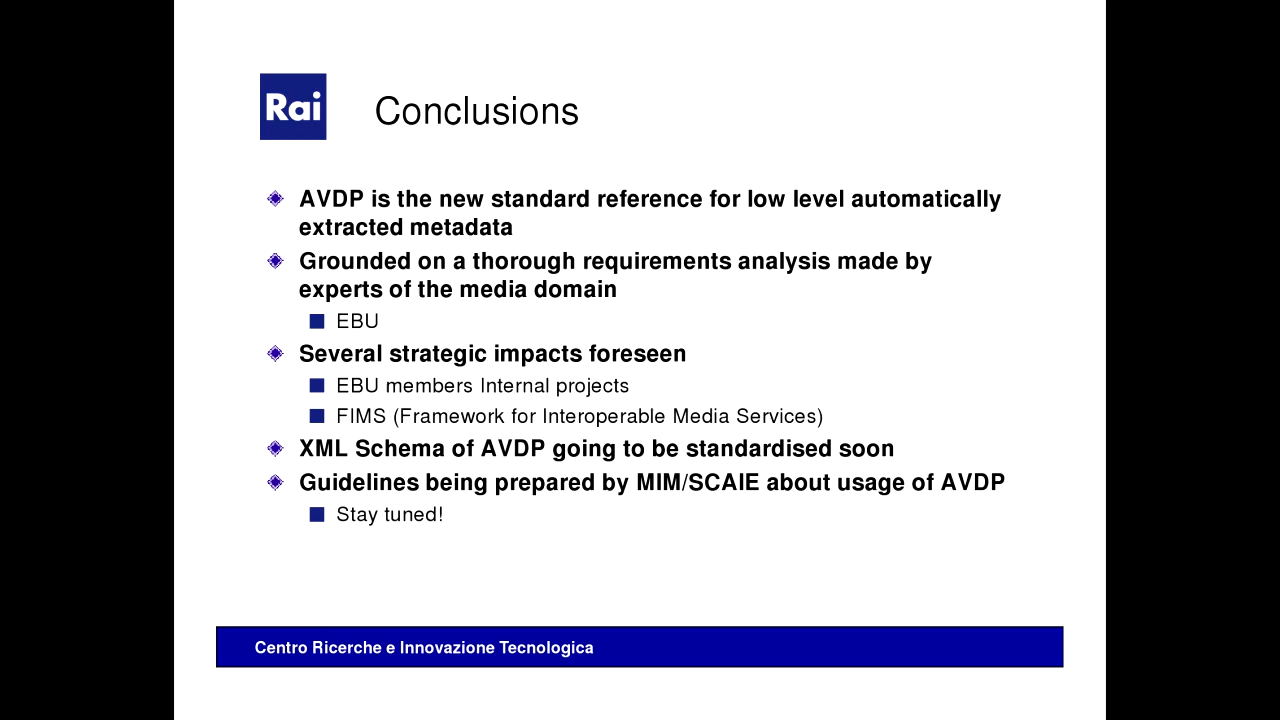 Rai
Conclusions
AVDP is the new standard reference for low level automatically
extracted metadata
Grounded on a thorough requirements analysis made by
experts of the media domain
EBU
Several strategic impacts foreseen
EBU members Internal projects
FIMS (Framework for Interoperable Media Services)
XML Schema of AVDP going to be standardised soon
Guidelines being prepared by MIM/SCAIE about usage of AVDP
Stay tuned!
Centro Ricerche e Innovazione Tecnologica